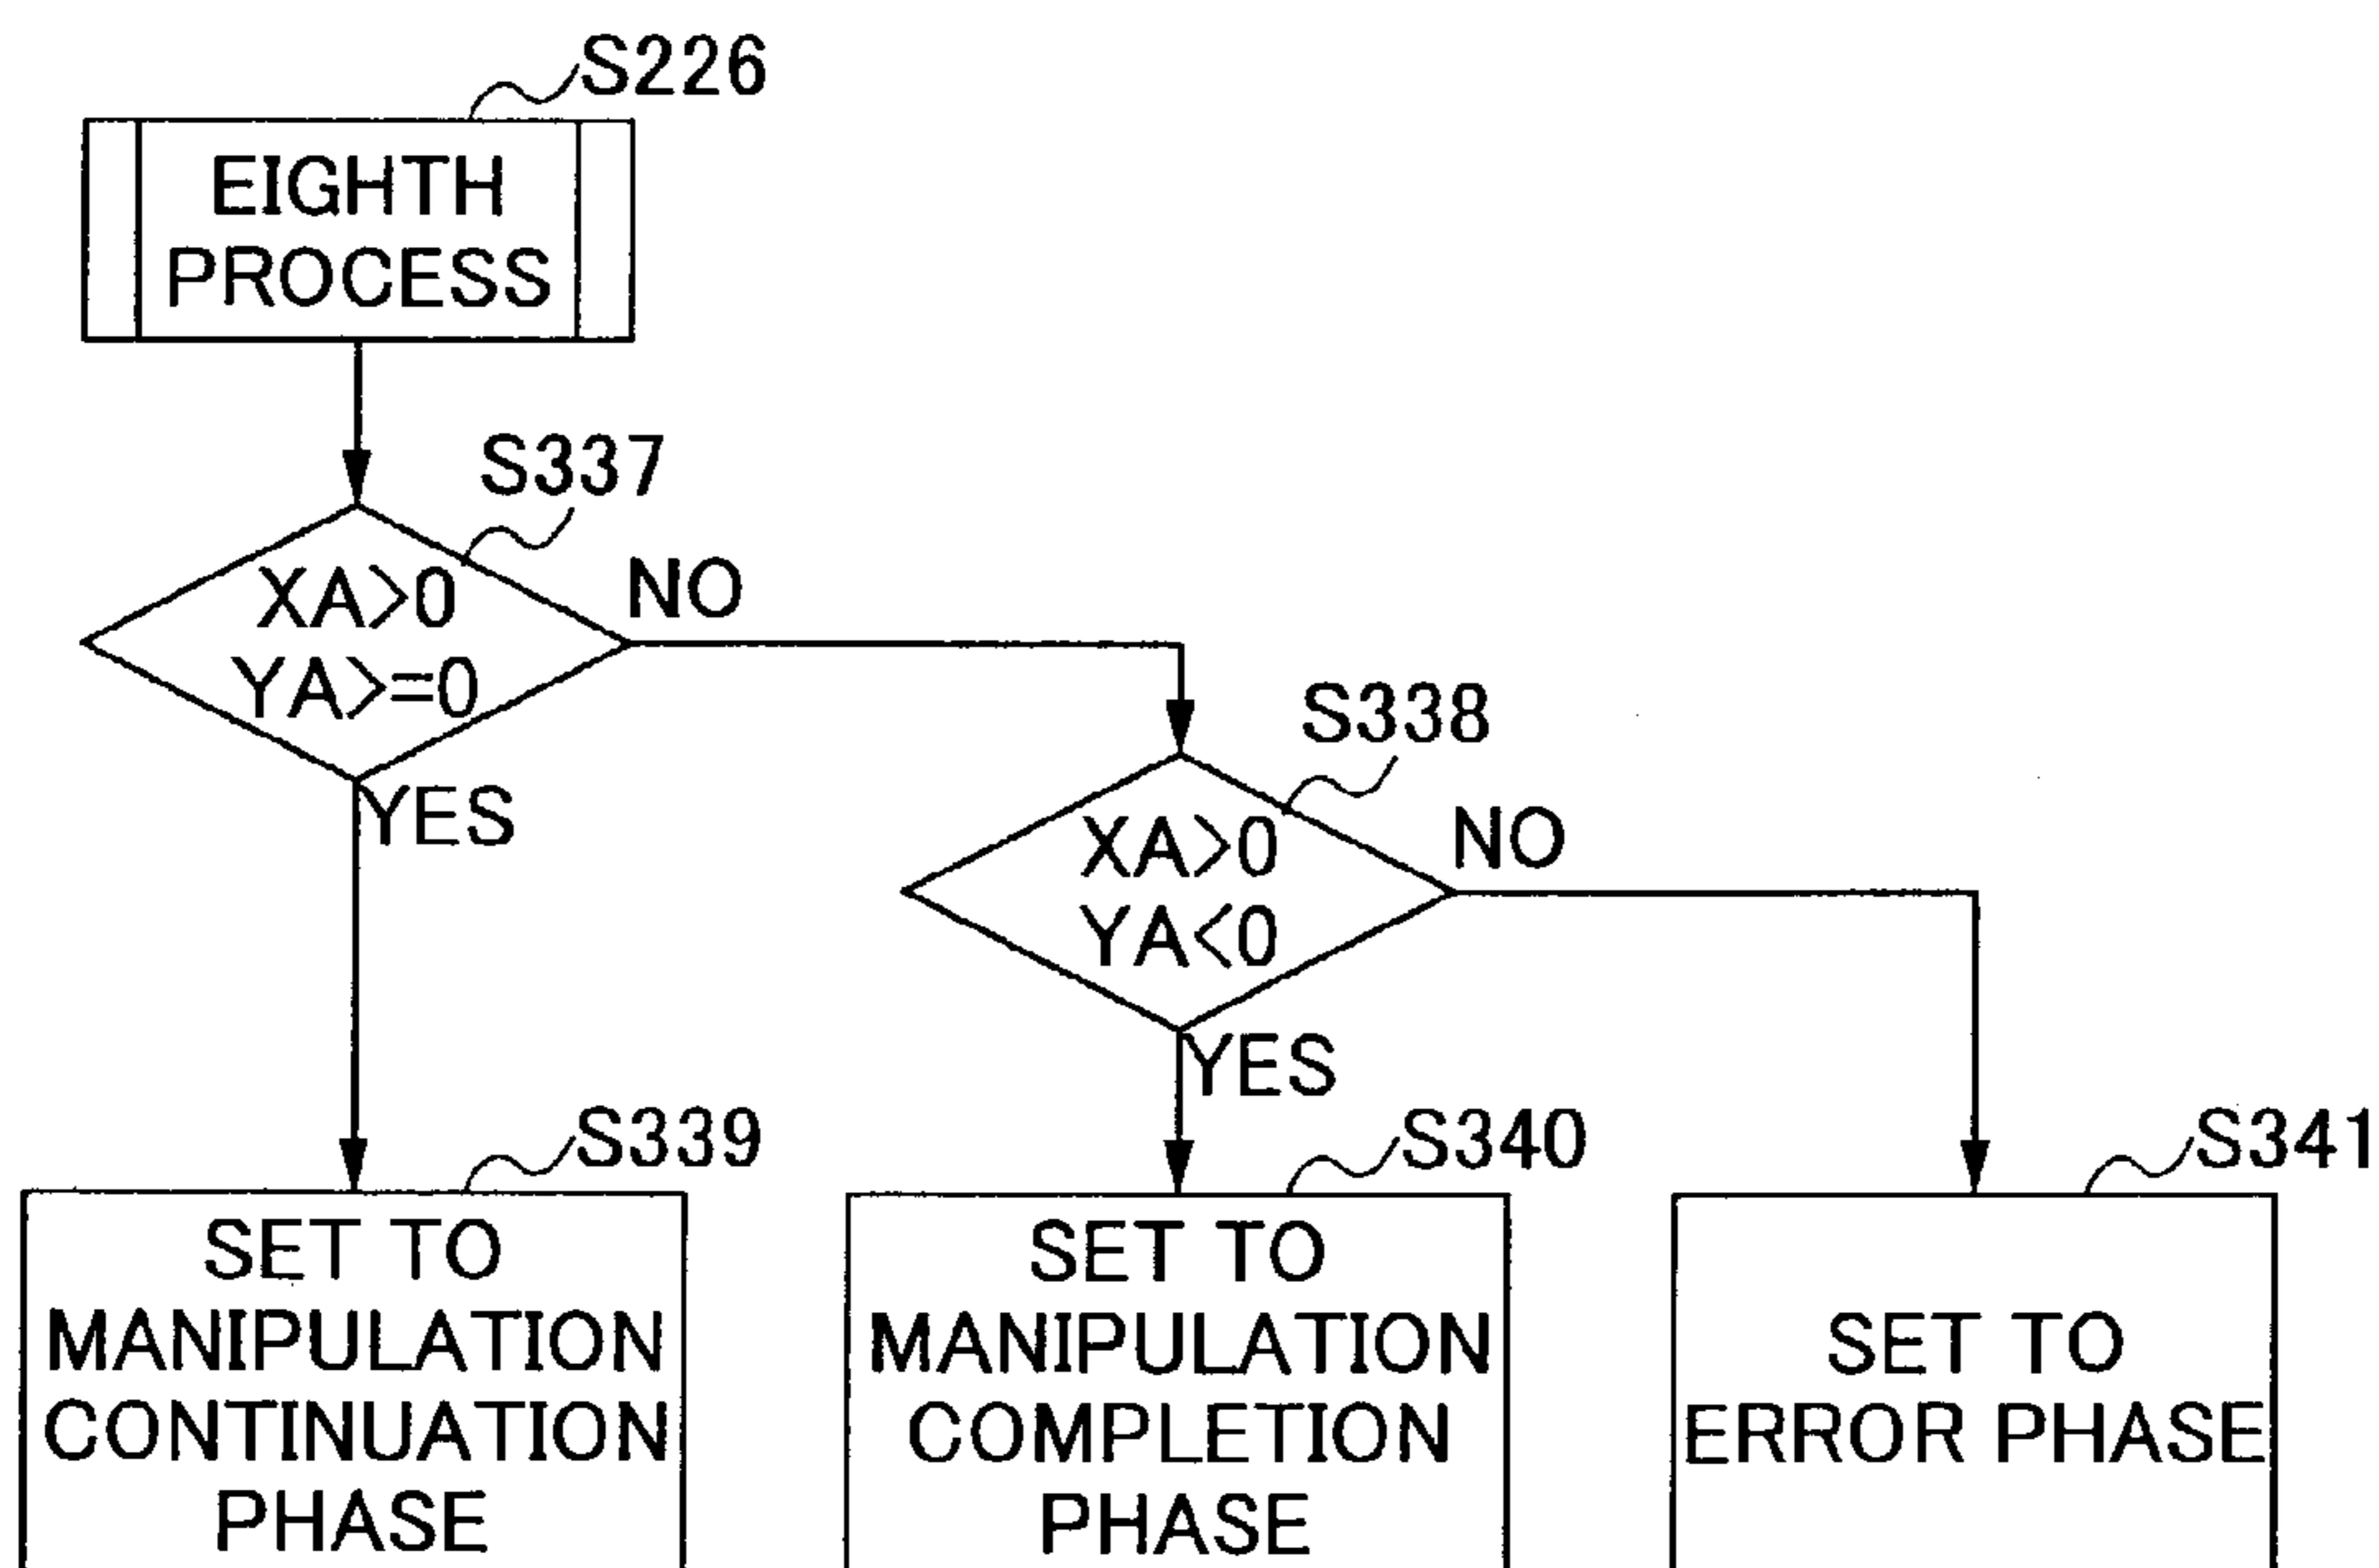 S226
EIGHTH
PROCESS
S337
XA>0
YA>=0
NO
YES
S338
XA>0
YA<0
NO
YES
S339
SET TO
MANIPULATION
CONTINUATION
PHASE
S340
SET TO
MANIPULATION
COMPLETION
PHASE
S341
SET TO
ERROR PHASE